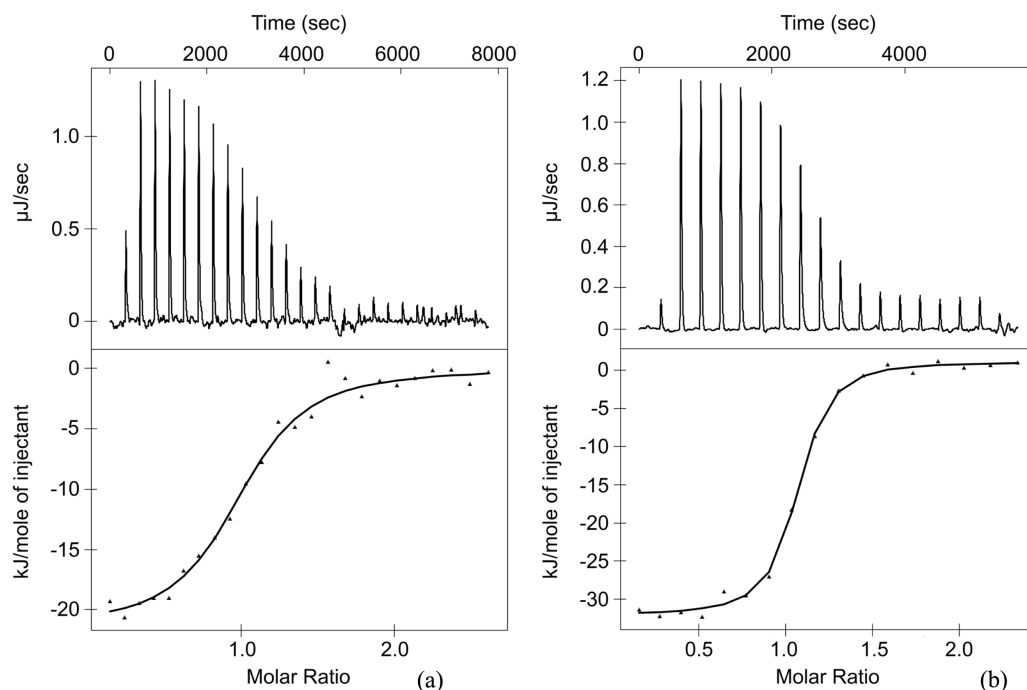 Time (sec)
0 2000 4000 6000 8000
µJ/sec
1.0
0.5
0
kJ/mole of injectant
0
-5
-10
-15
-20
1.0 2.0
Molar Ratio
(a)
Time (sec)
0 2000 4000
µJ/sec
1.2
1.0
0.8
0.6
0.4
0.2
0
kJ/mole of injectant
0
-5
-10
-15
-20
-25
-30
0.5 1.0 1.5 2.0
Molar Ratio
(b)